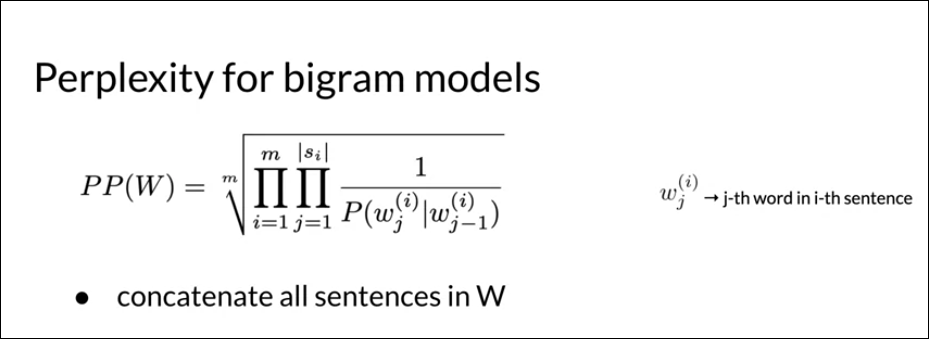 Perplexity for bigram models
$PP(W) = \sqrt[m]{\prod_{i=1}^{m} \prod_{j=1}^{|s_i|} \frac{1}{P(w_j^{(i)}|w_{j-1}^{(i)})}}$
$w_j^{(i)}$ → j-th word in i-th sentence
● concatenate all sentences in W